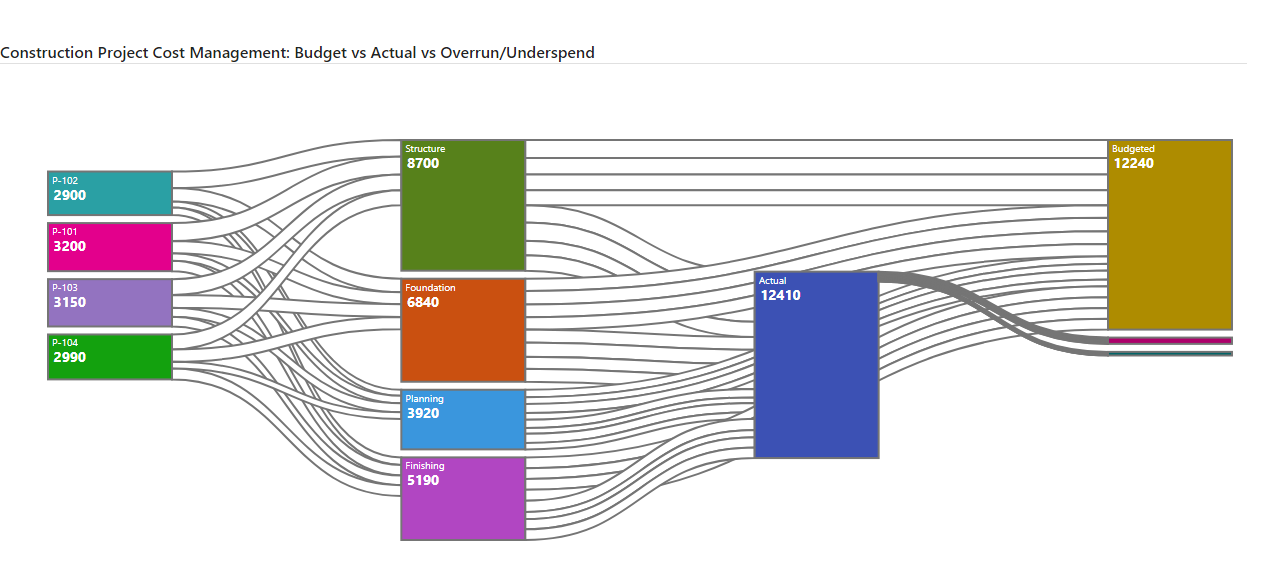 Construction Project Cost Management: Budget vs Actual vs Overrun/Underspend
P-102
2900
P-101
3200
P-103
3150
P-104
2990
Structure
8700
Foundation
6840
Planning
3920
Finishing
5190
Actual
12410
Budgeted
12240